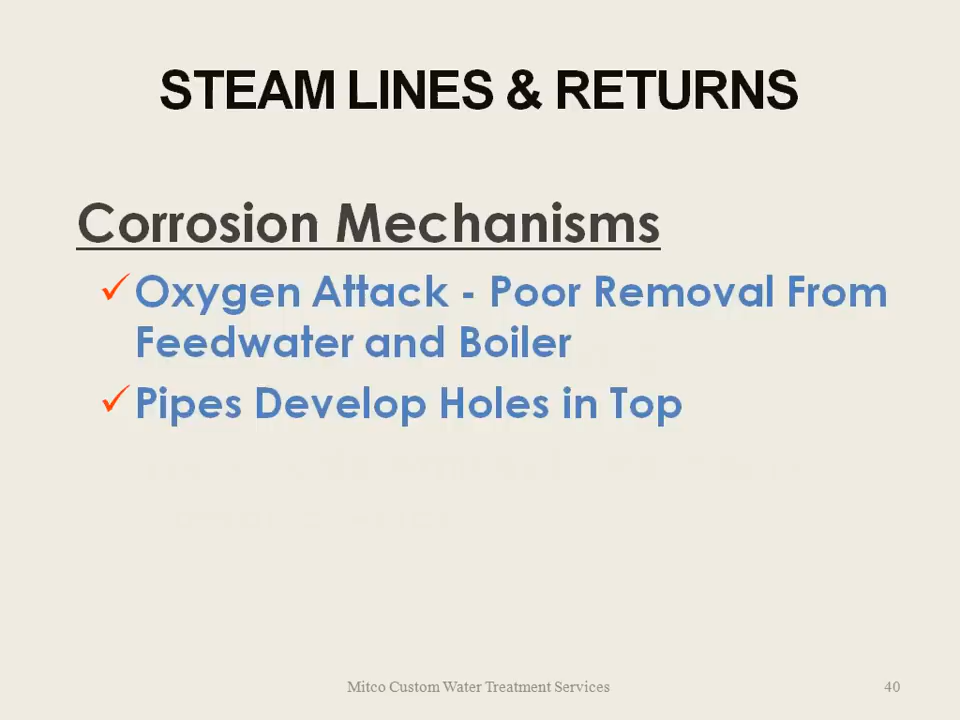 STEAM LINES & RETURNS
Corrosion Mechanisms
✓Oxygen Attack - Poor Removal From
Feedwater and Boiler
✓Pipes Develop Holes in Top
Mitco Custom Water Treatment Services
40